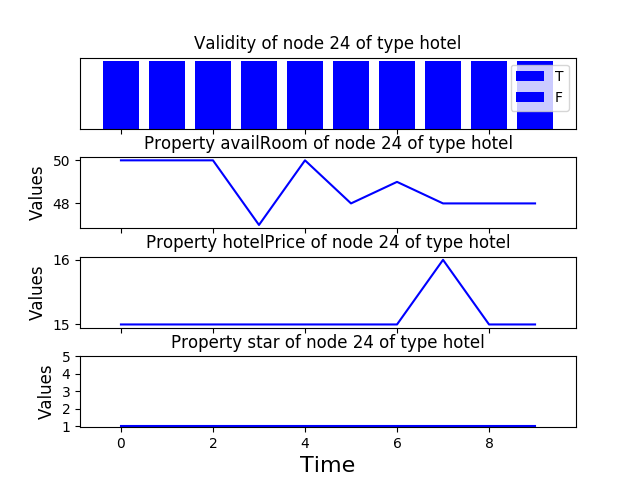 Validity of node 24 of type hotel
T
F
Property availRoom of node 24 of type hotel
50
48
Values
Property hotelPrice of node 24 of type hotel
16
15
Values
Property star of node 24 of type hotel
5
4
3
2
1
Values
0 2 4 6 8
Time